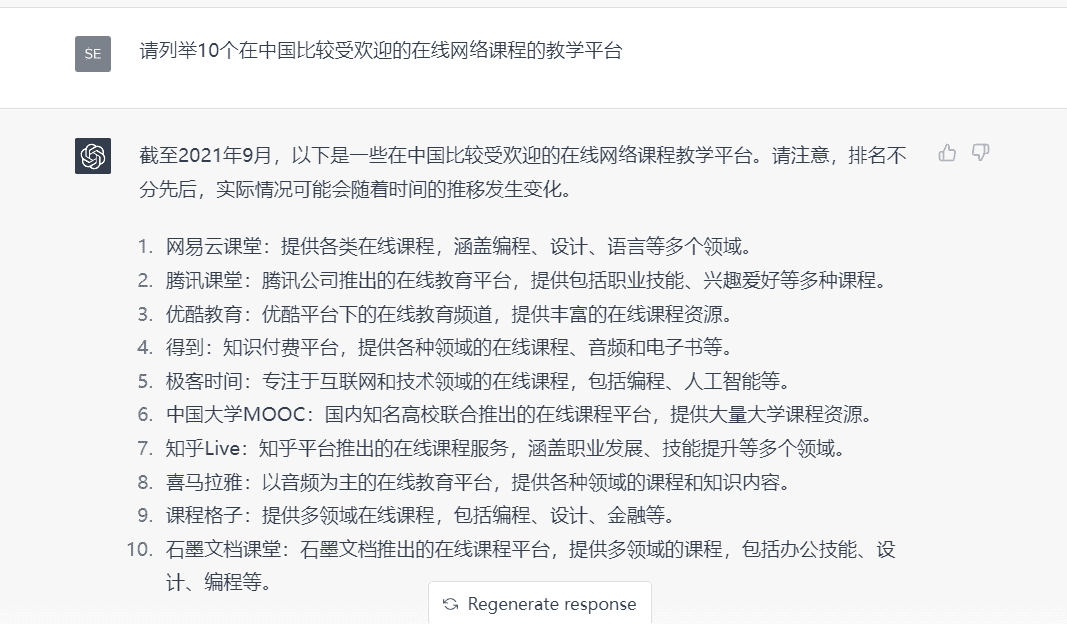 SE
请列举10个在中国比较受欢迎的在线网络课程的教学平台
截至2021年9月，以下是一些在中国比较受欢迎的在线网络课程教学平台。请注意，排名不
分先后，实际情况可能会随着时间的推移发生变化。
1. 网易云课堂：提供各类在线课程，涵盖编程、设计、语言等多个领域。
2. 腾讯课堂：腾讯公司推出的在线教育平台，提供包括职业技能、兴趣爱好等多种课程。
3. 优酷教育：优酷平台下的在线教育频道，提供丰富的在线课程资源。
4. 得到：知识付费平台，提供各种领域的在线课程、音频和电子书等。
5. 极客时间：专注于互联网和技术领域的在线课程，包括编程、人工智能等。
6. 中国大学MOOC：国内知名高校联合推出的在线课程平台，提供大量大学课程资源。
7. 知乎Live：知乎平台推出的在线课程服务，涵盖职业发展、技能提升等多个领域。
8. 喜马拉雅：以音频为主的在线教育平台，提供各种领域的课程和知识内容。
9. 课程格子：提供多领域在线课程，包括编程、设计、金融等。
10. 石墨文档课堂：石墨文档推出的在线课程平台，提供多领域的课程，包括办公技能、设
计、编程等。
Regenerate response